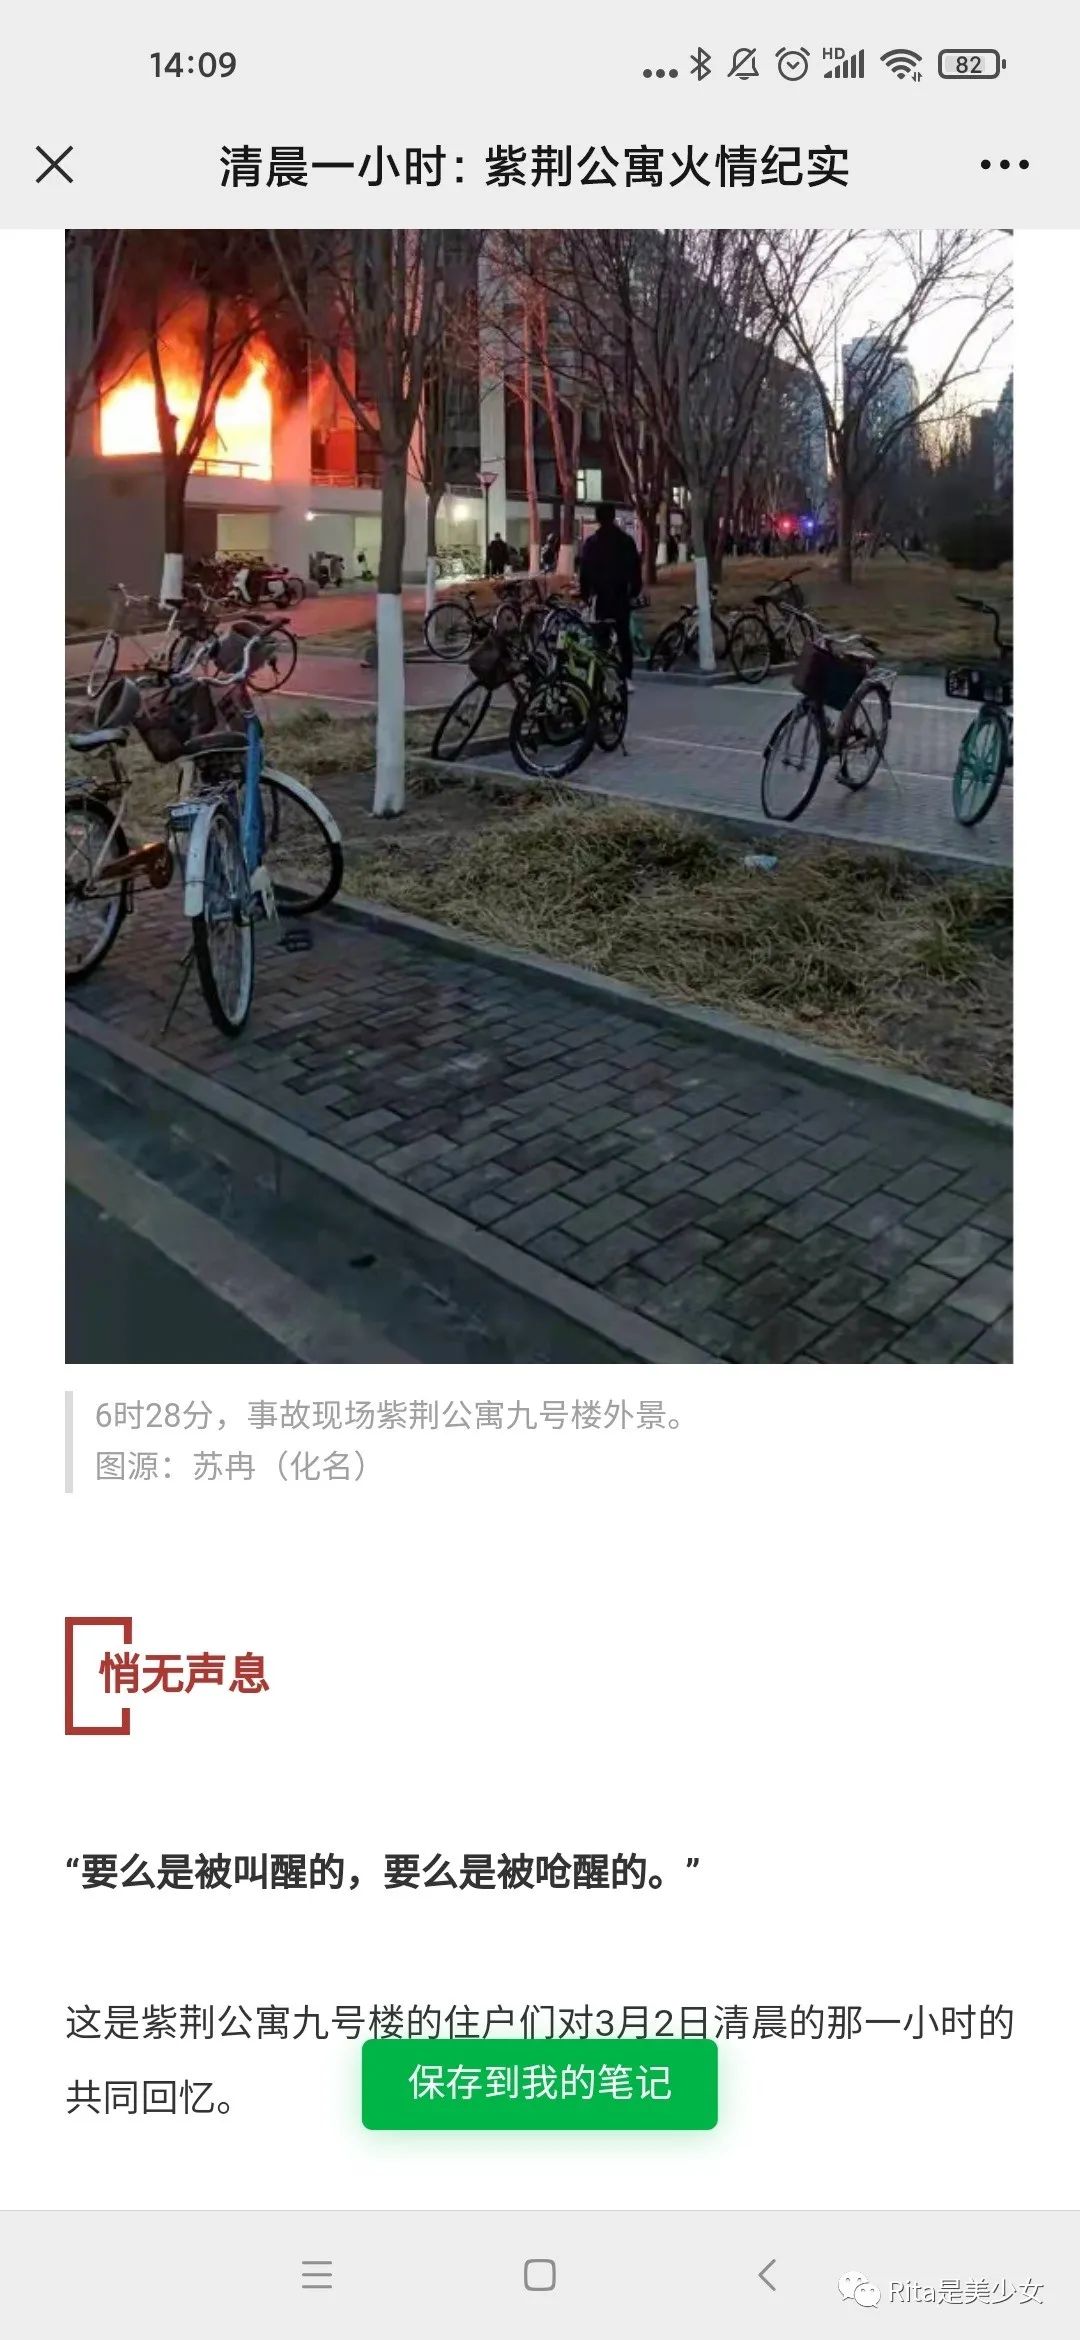 14:09
HD
82
清晨一小时：紫荆公寓火情纪实
6时28分，事故现场紫荆公寓九号楼外景。
图源：苏冉（化名）
悄无声息
“要么是被叫醒的，要么是被呛醒的。”
这是紫荆公寓九号楼的住户们对3月2日清晨的那一小时的
共同回忆。
保存到我的笔记
Rita是美少女